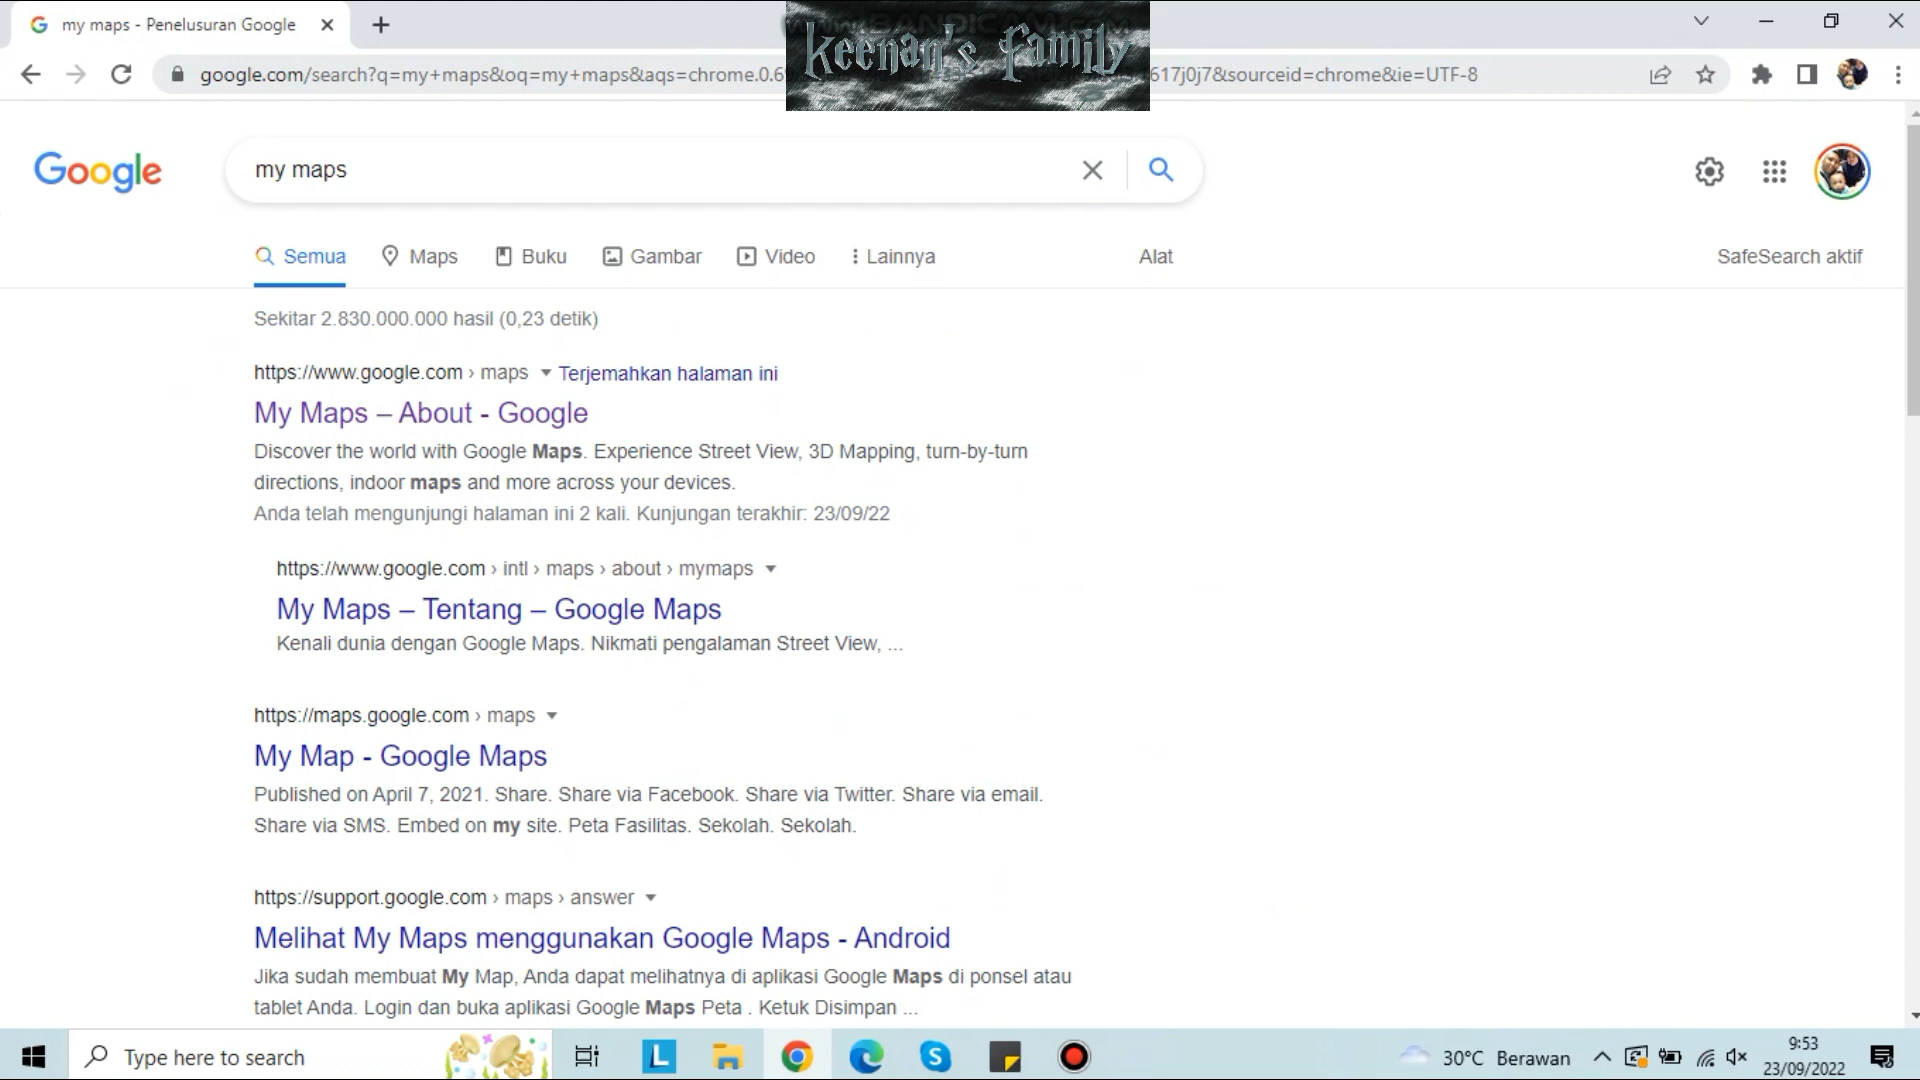 my maps - Penelusuran Google
www.BANDICAM.com
Keenan's Family
google.com/search?q=my+maps&oq=my+maps&aqs=chrome.0.6
617j0j7&sourceid=chrome&ie=UTF-8
Google
my maps
Semua
Maps
Buku
Gambar
Video
Lainnya
Alat
SafeSearch aktif
Sekitar 2.830.000.000 hasil (0,23 detik)
https://www.google.com › maps Terjemahkan halaman ini
My Maps – About - Google
Discover the world with Google Maps. Experience Street View, 3D Mapping, turn-by-turn
directions, indoor maps and more across your devices.
Anda telah mengunjungi halaman ini 2 kali. Kunjungan terakhir: 23/09/22
https://www.google.com › intl › maps › about › mymaps
My Maps – Tentang – Google Maps
Kenali dunia dengan Google Maps. Nikmati pengalaman Street View, ...
https://maps.google.com › maps
My Map - Google Maps
Published on April 7, 2021. Share. Share via Facebook. Share via Twitter. Share via email.
Share via SMS. Embed on my site. Peta Fasilitas. Sekolah. Sekolah.
https://support.google.com › maps › answer
Melihat My Maps menggunakan Google Maps - Android
Jika sudah membuat My Map, Anda dapat melihatnya di aplikasi Google Maps di ponsel atau
tablet Anda. Login dan buka aplikasi Google Maps Peta . Ketuk Disimpan ...
Type here to search
L
S
30°C Berawan
9:53
23/09/2022